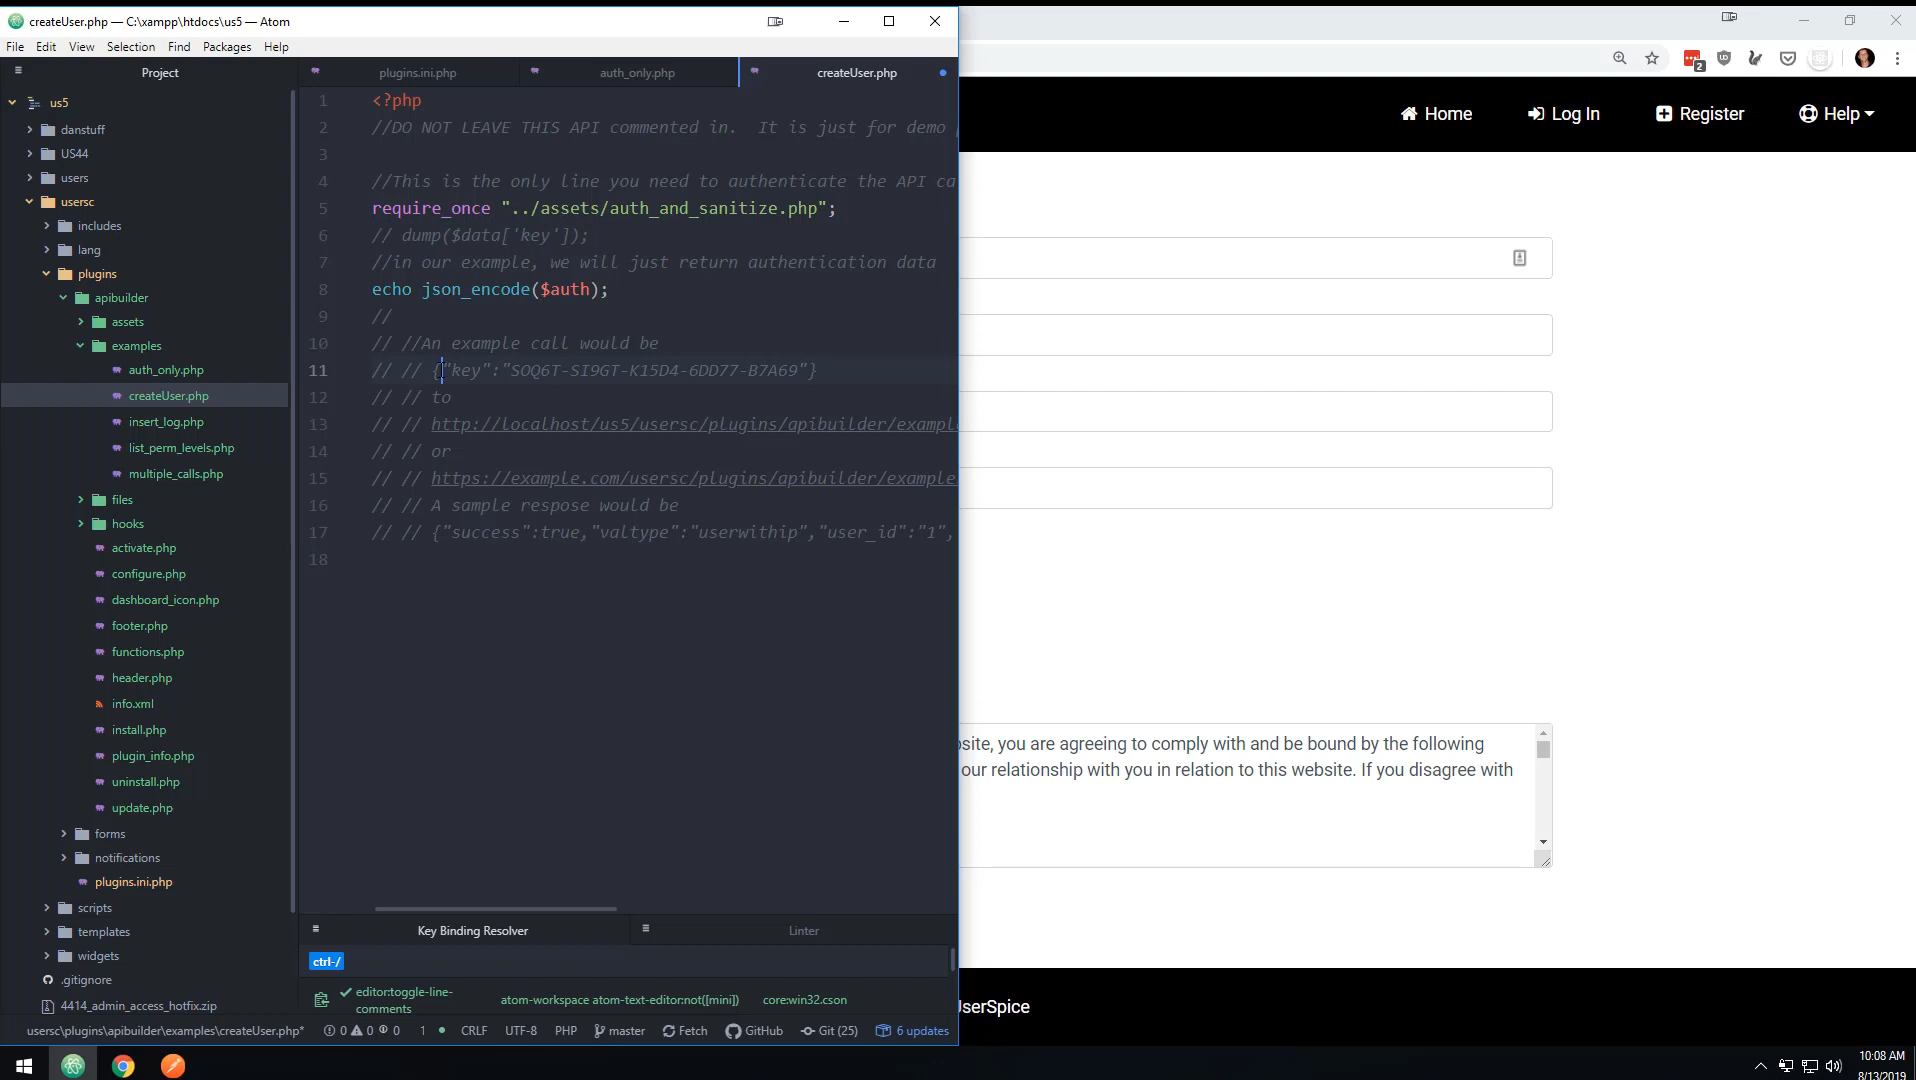 createUser.php — C:\xampp\htdocs\us5 — Atom
File Edit View Selection Find Packages Help
Project
us5
danstuff
US44
users
usersc
includes
lang
plugins
apibuilder
assets
examples
auth_only.php
createUser.php
insert_log.php
list_perm_levels.php
multiple_calls.php
files
hooks
activate.php
configure.php
dashboard_icon.php
footer.php
functions.php
header.php
info.xml
install.php
plugin_info.php
uninstall.php
update.php
forms
notifications
plugins.ini.php
scripts
templates
widgets
.gitignore
4414_admin_access_hotfix.zip
plugins.ini.php auth_only.php createUser.php
1 <?php
2 //DO NOT LEAVE THIS API commented in.  It is just for demo
3
4 //This is the only line you need to authenticate the API ca
5 require_once "../assets/auth_and_sanitize.php";
6 // dump($data['key']);
7 //in our example, we will just return authentication data
8 echo json_encode($auth);
9 //
10 // //An example call would be
11 // // {"key":"SOQ6T-SI9GT-K15D4-6DD77-B7A69"}
12 // // to
13 // // http://localhost/us5/usersc/plugins/apibuilder/exampl
14 // // or
15 // // https://example.com/usersc/plugins/apibuilder/example
16 // // A sample respose would be
17 // // {"success":true,"valtype":"userwithip","user_id":"1",
18
Key Binding Resolver Linter
ctrl-/
editor:toggle-line-comments atom-workspace atom-text-editor:not([mini]) core:win32.cson
usersc\plugins\apibuilder\examples\createUser.php* 0 0 0 1 CRLF UTF-8 PHP master Fetch GitHub Git (25) 6 updates
2
Home Log In Register Help
site, you are agreeing to comply with and be bound by the following
our relationship with you in relation to this website. If you disagree with
UserSpice
10:08 AM
8/13/2019